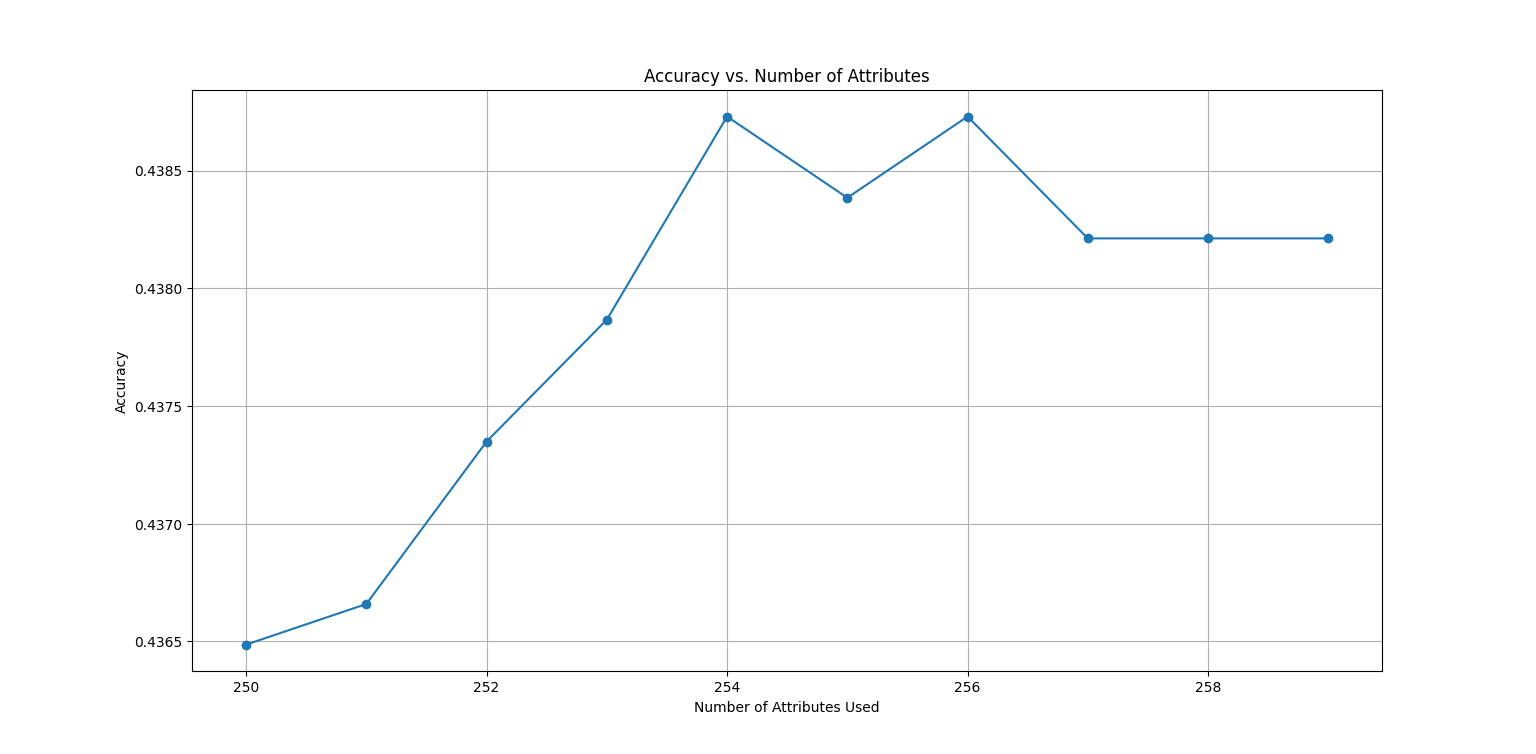 Accuracy vs. Number of Attributes
Accuracy
0.4385
0.4380
0.4375
0.4370
0.4365
250 252 254 256 258
Number of Attributes Used